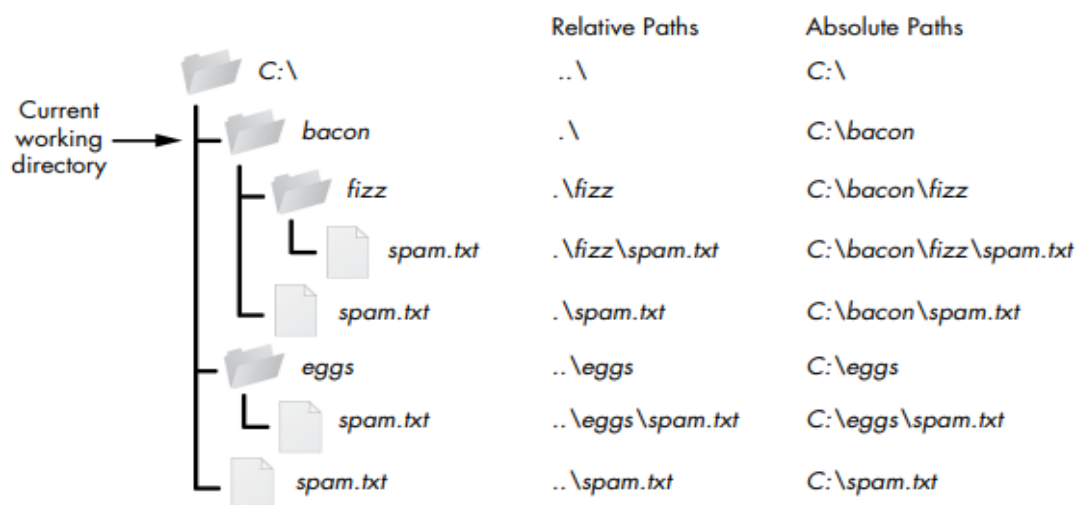 Relative Paths Absolute Paths
C:\ ..\ C:\
Current
working
directory
bacon .\ C:\bacon
fizz .\fizz C:\bacon\fizz
spam.txt .\fizz\spam.txt C:\bacon\fizz\spam.txt
spam.txt .\spam.txt C:\bacon\spam.txt
eggs ..\eggs C:\eggs
spam.txt ..\eggs\spam.txt C:\eggs\spam.txt
spam.txt ..\spam.txt C:\spam.txt